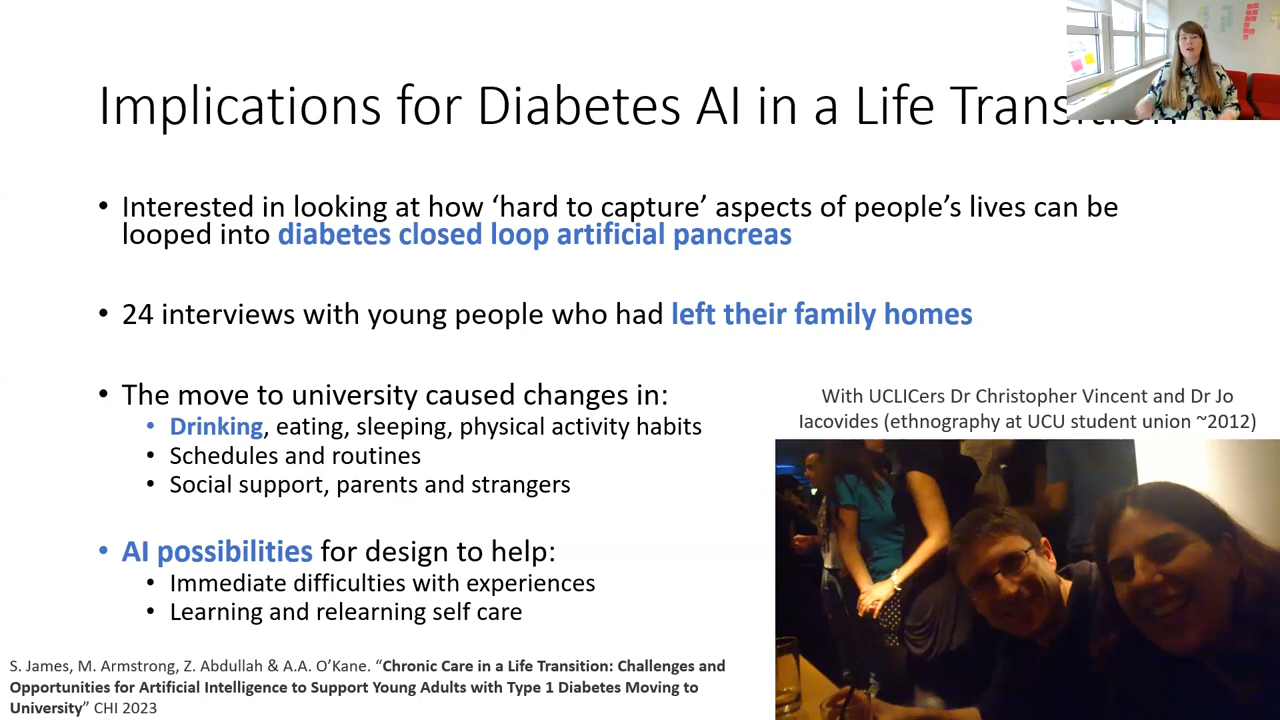 Implications for Diabetes AI in a Life Transition
• Interested in looking at how ‘hard to capture’ aspects of people’s lives can be
looped into diabetes closed loop artificial pancreas
• 24 interviews with young people who had left their family homes
• The move to university caused changes in:
• Drinking, eating, sleeping, physical activity habits
• Schedules and routines
• Social support, parents and strangers
• AI possibilities for design to help:
• Immediate difficulties with experiences
• Learning and relearning self care
With UCLICers Dr Christopher Vincent and Dr Jo
Iacovides (ethnography at UCU student union ~2012)
S. James, M. Armstrong, Z. Abdullah & A.A. O’Kane. “Chronic Care in a Life Transition: Challenges and
Opportunities for Artificial Intelligence to Support Young Adults with Type 1 Diabetes Moving to
University” CHI 2023